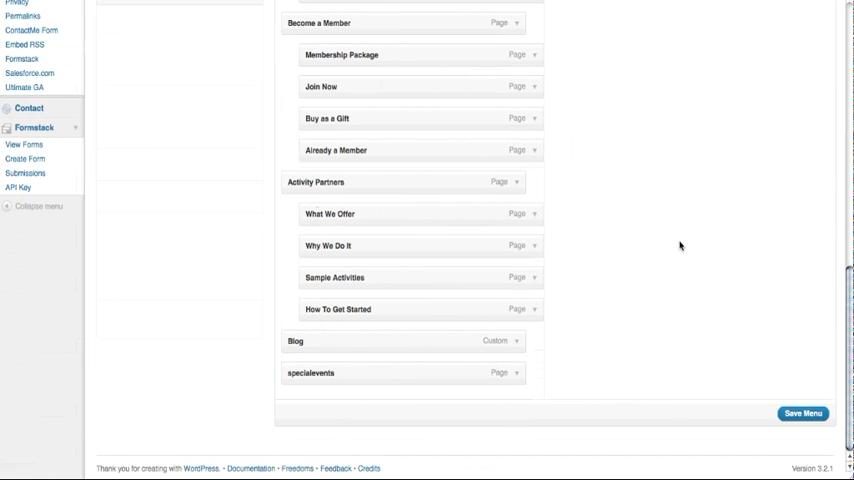 Privacy
Permalinks
ContactMe Form
Embed RSS
Formstack
Salesforce.com
Ultimate GA
Contact
Formstack
View Forms
Create Form
Submissions
API Key
Collapse menu
Become a Member Page
Membership Package Page
Join Now Page
Buy as a Gift Page
Already a Member Page
Activity Partners Page
What We Offer Page
Why We Do It Page
Sample Activities Page
How To Get Started Page
Blog Custom
specialevents Page
Save Menu
Thank you for creating with WordPress. • Documentation • Freedoms • Feedback • Credits
Version 3.2.1